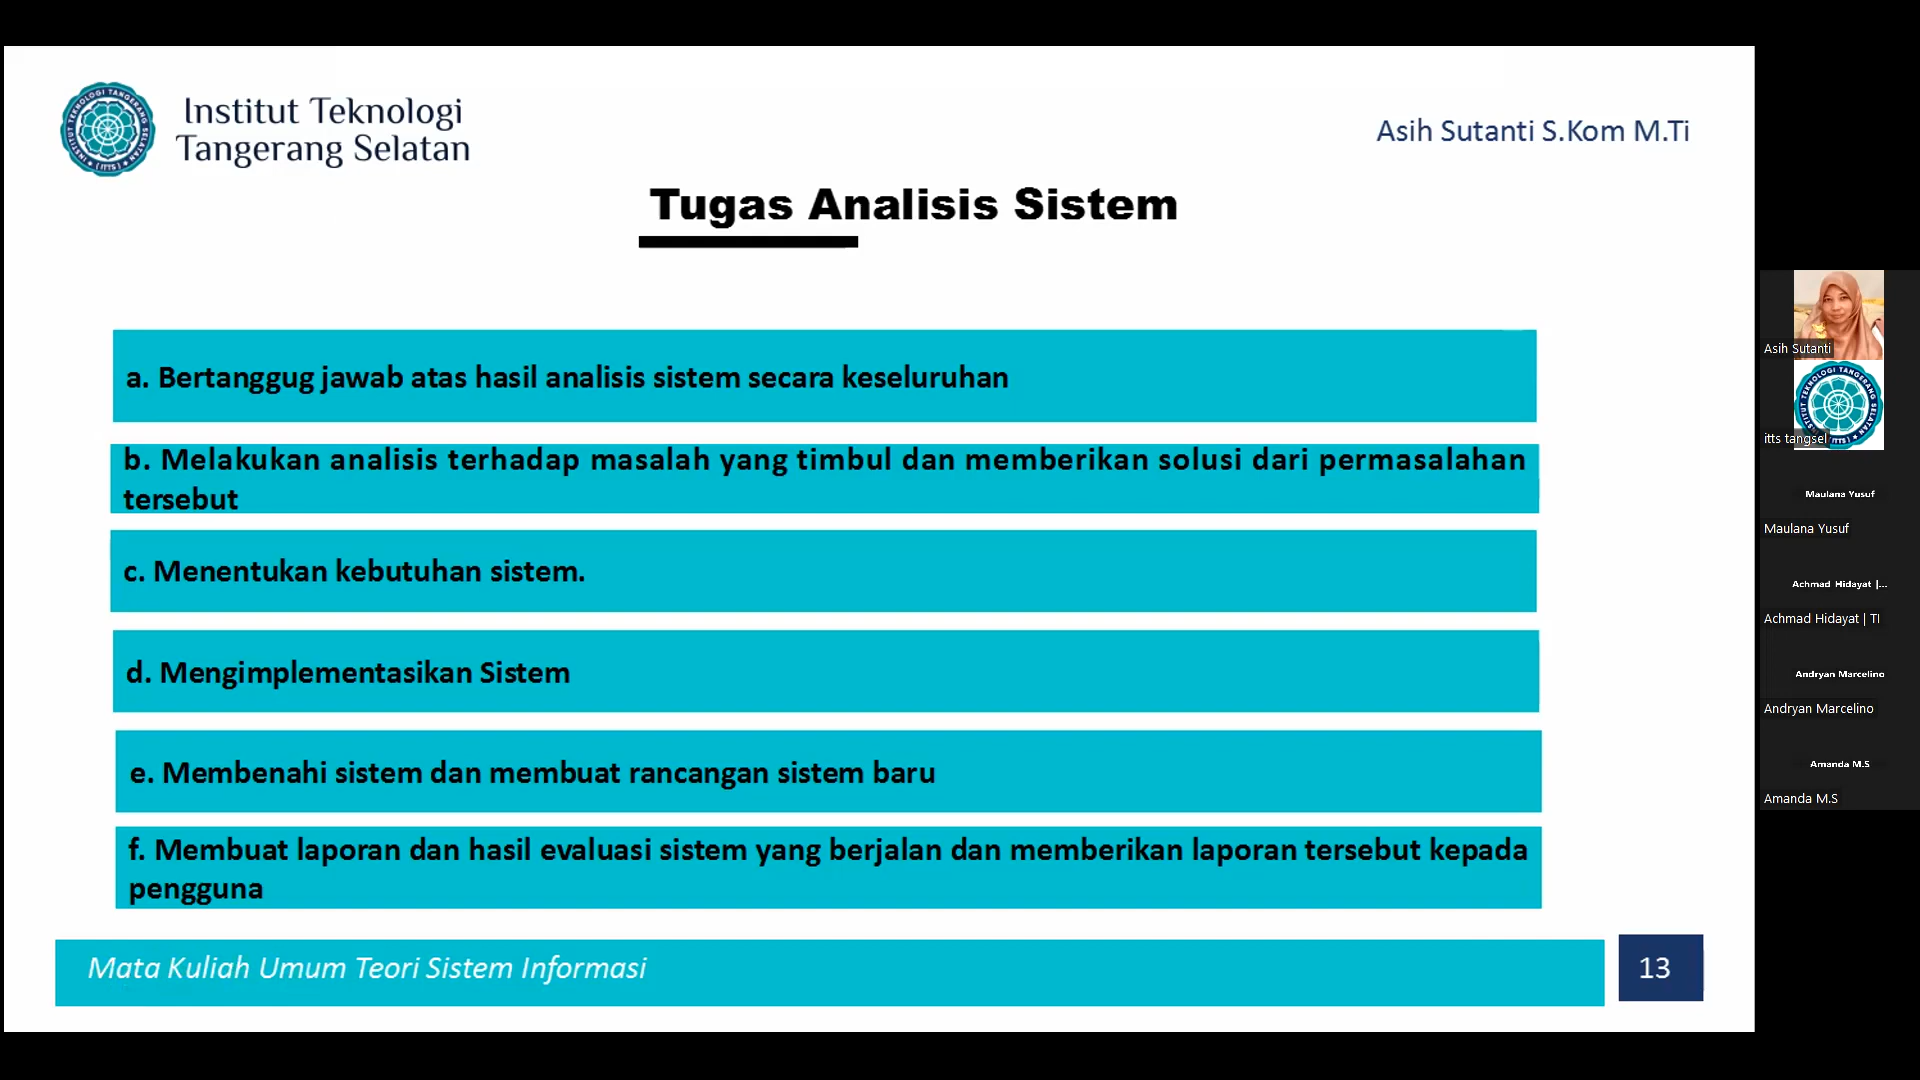 Institut Teknologi
Tangerang Selatan
Asih Sutanti S.Kom M.Ti
Tugas Analisis Sistem
a. Bertanggug jawab atas hasil analisis sistem secara keseluruhan
b. Melakukan analisis terhadap masalah yang timbul dan memberikan solusi dari permasalahan
tersebut
c. Menentukan kebutuhan sistem.
d. Mengimplementasikan Sistem
e. Membenahi sistem dan membuat rancangan sistem baru
f. Membuat laporan dan hasil evaluasi sistem yang berjalan dan memberikan laporan tersebut kepada
pengguna
Mata Kuliah Umum Teori Sistem Informasi
13
Asih Sutanti
itts tangsel
Maulana Yusuf
Maulana Yusuf
Achmad Hidayat |...
Achmad Hidayat | TI
Andryan Marcelino
Andryan Marcelino
Amanda M.S
Amanda M.S